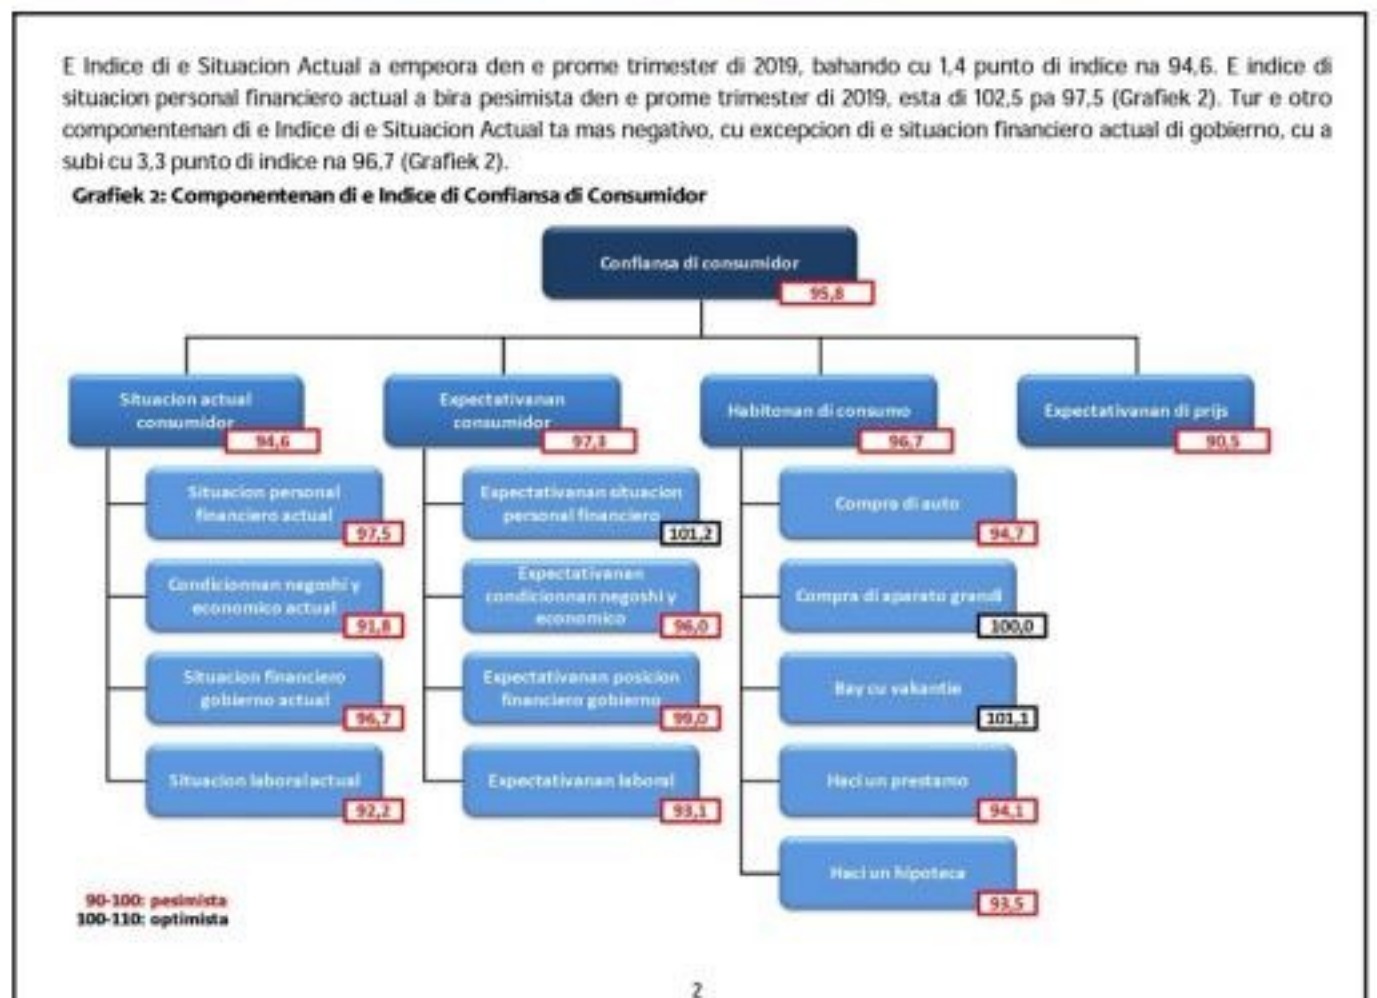 E Indice di e Situacion Actual a empeora den e prome trimester di 2019, bahando cu 1,4 punto di indice na 94,6. E indice di
situacion personal financiero actual a bira pesimista den e prome trimester di 2019, esta di 102,5 pa 97,5 (Grafiek 2). Tur e otro
componentenan di e Indice di e Situacion Actual ta mas negativo, cu excepcion di e situacion financiero actual di gobierno, cu a
subi cu 3,3 punto di indice na 96,7 (Grafiek 2).
Grafiek 2: Componentenan di e Indice di Confiansa di Consumidor
Confiansa di consumidor
95,8
Situacion actual
consumidor
94,6
Situacion personal
financiero actual
97,5
Condicionnan negoshi y
economico actual
91,8
Situacion financiero
gobierno actual
96,7
Situacion laboral actual
92,2
Expectativanan
consumidor
97,3
Expectativanan situacion
personal financiero
101,2
Expectativanan
condicionnan negoshi y
economico
96,0
Expectativanan posicion
financiero gobierno
99,0
Expectativanan laboral
93,1
Habitonan di consumo
96,7
Compra di auto
94,7
Compra di aparato grandi
100,0
Bay cu vakantie
101,1
Haci un prestamo
94,1
Haci un hipoteca
93,5
Expectativanan di prijs
90,5
90-100: pesimista
100-110: optimista
2